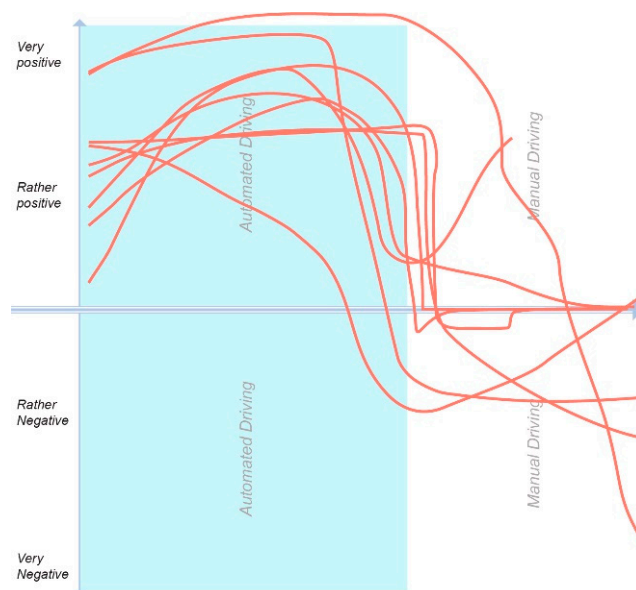 Very
positive
Automated Driving
Manual Driving
Rather
positive
Rather
Negative
Automated Driving
Manual Driving
Very
Negative